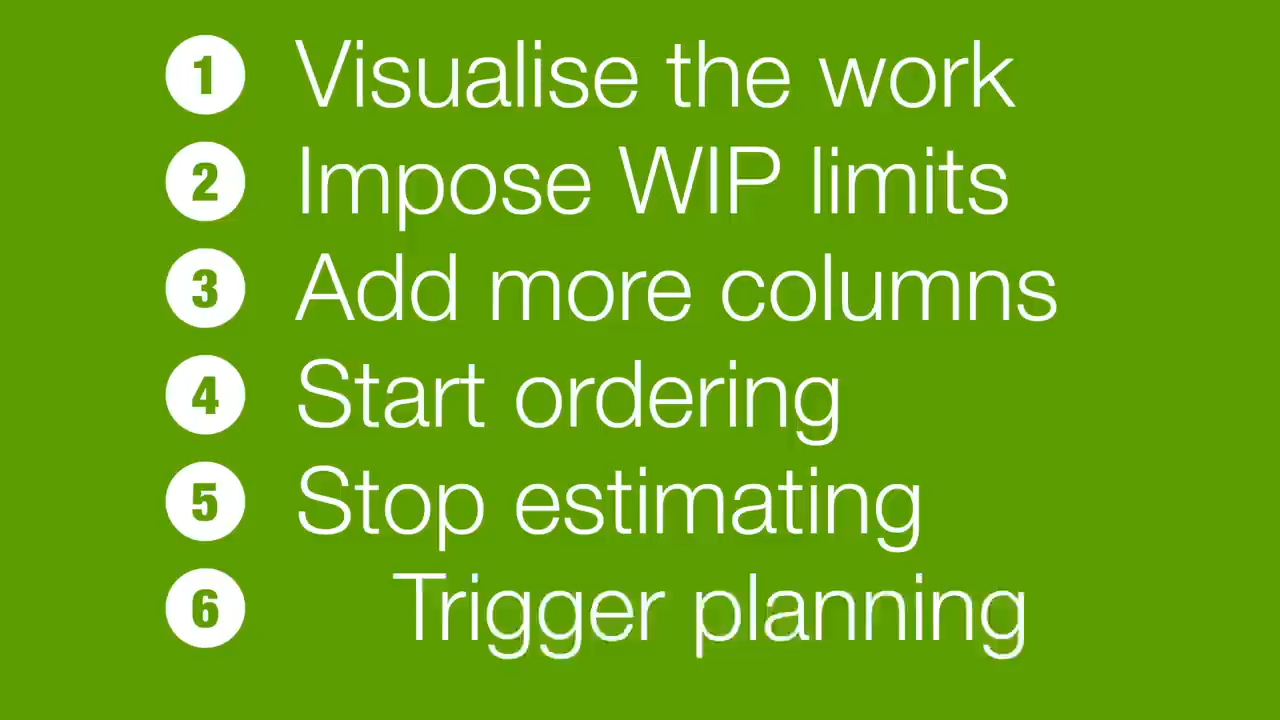 1 Visualise the work
2 Impose WIP limits
3 Add more columns
4 Start ordering
5 Stop estimating
6 Trigger planning